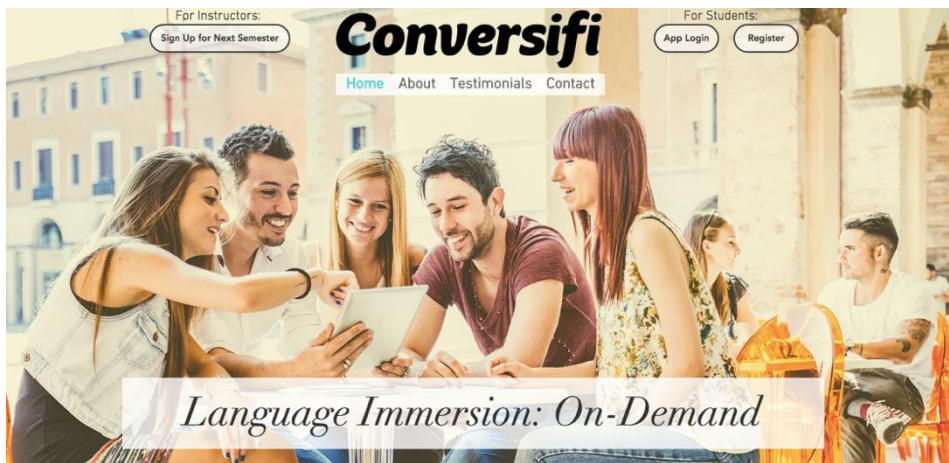 For Instructors:
Sign Up for Next Semester
Conversifi
For Students:
App Login
Register
Home About Testimonials Contact
Language Immersion: On-Demand